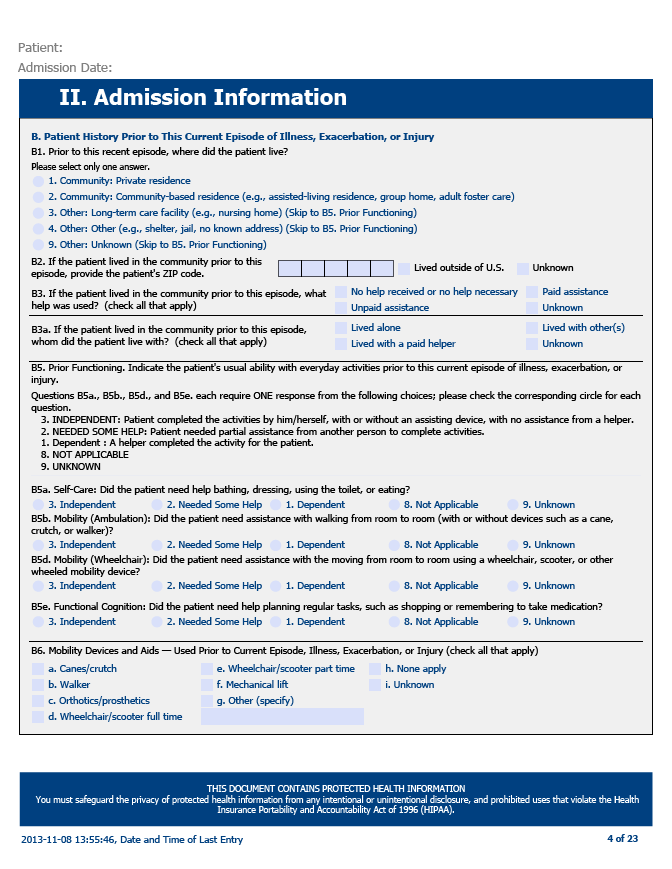 Patient:
Admission Date:
II. Admission Information
B. Patient History Prior to This Current Episode of Illness, Exacerbation, or Injury
B1. Prior to this recent episode, where did the patient live?
Please select only one answer.
1. Community: Private residence
2. Community: Community-based residence (e.g., assisted-living residence, group home, adult foster care)
3. Other: Long-term care facility (e.g., nursing home) (Skip to B5. Prior Functioning)
4. Other: Other (e.g., shelter, jail, no known address) (Skip to B5. Prior Functioning)
9. Other: Unknown (Skip to B5. Prior Functioning)
B2. If the patient lived in the community prior to this
episode, provide the patient's ZIP code.
Lived outside of U.S. Unknown
B3. If the patient lived in the community prior to this episode, what
help was used? (check all that apply)
No help received or no help necessary Paid assistance
Unpaid assistance Unknown
B3a. If the patient lived in the community prior to this episode,
whom did the patient live with? (check all that apply)
Lived alone Lived with other(s)
Lived with a paid helper Unknown
B5. Prior Functioning. Indicate the patient's usual ability with everyday activities prior to this current episode of illness, exacerbation, or
injury.
Questions B5a., B5b., B5d., and B5e. each require ONE response from the following choices; please check the corresponding circle for each
question.
3. INDEPENDENT: Patient completed the activities by him/herself, with or without an assisting device, with no assistance from a helper.
2. NEEDED SOME HELP: Patient needed partial assistance from another person to complete activities.
1. Dependent : A helper completed the activity for the patient.
8. NOT APPLICABLE
9. UNKNOWN
B5a. Self-Care: Did the patient need help bathing, dressing, using the toilet, or eating?
3. Independent 2. Needed Some Help 1. Dependent 8. Not Applicable 9. Unknown
B5b. Mobility (Ambulation): Did the patient need assistance with walking from room to room (with or without devices such as a cane,
crutch, or walker)?
3. Independent 2. Needed Some Help 1. Dependent 8. Not Applicable 9. Unknown
B5d. Mobility (Wheelchair): Did the patient need assistance with the moving from room to room using a wheelchair, scooter, or other
wheeled mobility device?
3. Independent 2. Needed Some Help 1. Dependent 8. Not Applicable 9. Unknown
B5e. Functional Cognition: Did the patient need help planning regular tasks, such as shopping or remembering to take medication?
3. Independent 2. Needed Some Help 1. Dependent 8. Not Applicable 9. Unknown
B6. Mobility Devices and Aids — Used Prior to Current Episode, Illness, Exacerbation, or Injury (check all that apply)
a. Canes/crutch e. Wheelchair/scooter part time h. None apply
b. Walker f. Mechanical lift i. Unknown
c. Orthotics/prosthetics g. Other (specify)
d. Wheelchair/scooter full time
THIS DOCUMENT CONTAINS PROTECTED HEALTH INFORMATION
You must safeguard the privacy of protected health information from any intentional or unintentional disclosure, and prohibited uses that violate the Health
Insurance Portability and Accountability Act of 1996 (HIPAA).
2013-11-08 13:55:46, Date and Time of Last Entry 4 of 23